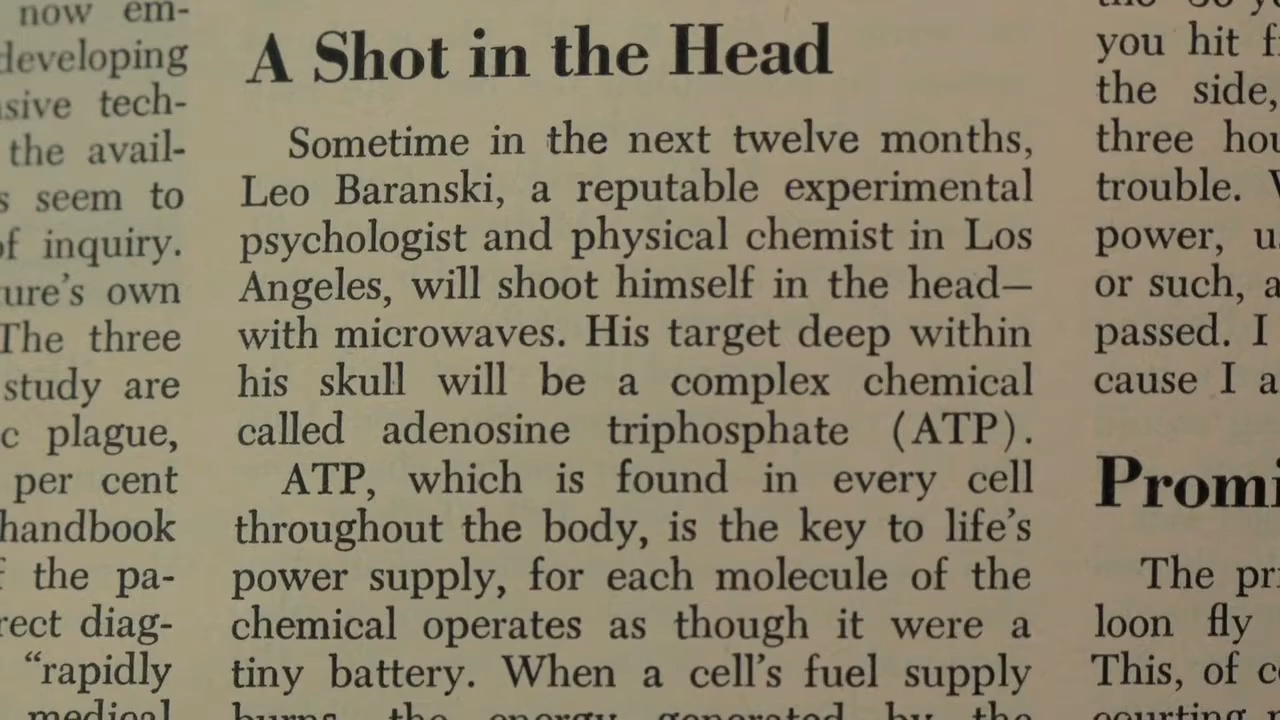 now em-
developing
sive tech-
the avail-
seem to
of inquiry.
ure's own
The three
study are
plague,
per cent
handbook
the pa-
rect diag-
"rapidly
medical
A Shot in the Head
Sometime in the next twelve months,
Leo Baranski, a reputable experimental
psychologist and physical chemist in Los
Angeles, will shoot himself in the head—
with microwaves. His target deep within
his skull will be a complex chemical
called adenosine triphosphate (ATP).
ATP, which is found in every cell
throughout the body, is the key to life's
power supply, for each molecule of the
chemical operates as though it were a
tiny battery. When a cell's fuel supply
burns, the energy generated by the
you hit
the side,
three hou
trouble.
power, u
or such, a
passed. I
cause I a
Promi
The pri
loon fly
This, of c
courting